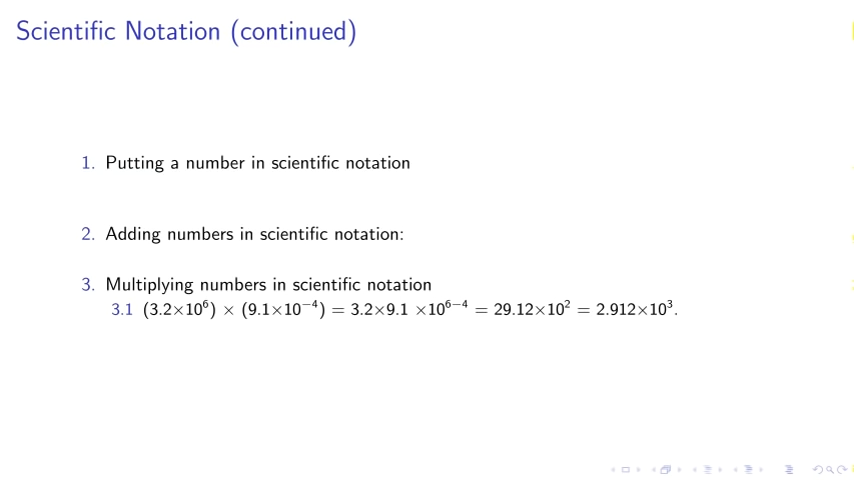 Scientific Notation (continued)
1. Putting a number in scientific notation
2. Adding numbers in scientific notation:
3. Multiplying numbers in scientific notation
3.1 (3.2×10⁶) × (9.1×10⁻⁴) = 3.2×9.1 ×10⁶⁻⁴ = 29.12×10² = 2.912×10³.